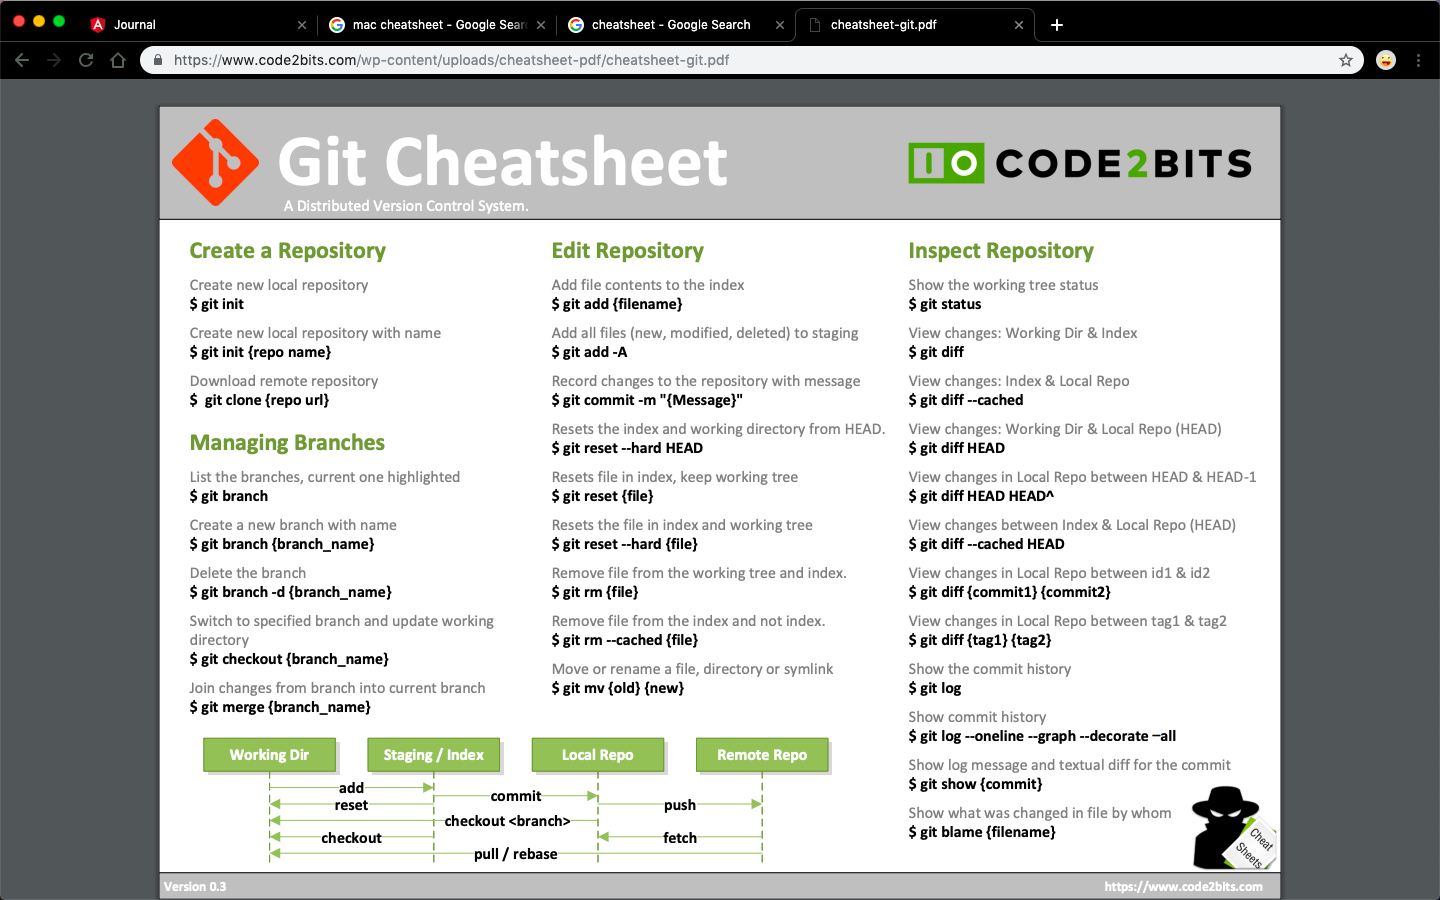 Journal
mac cheatsheet - Google Sear
cheatsheet - Google Search
cheatsheet-git.pdf
https://www.code2bits.com/wp-content/uploads/cheatsheet-pdf/cheatsheet-git.pdf
Git Cheatsheet
A Distributed Version Control System.
IO CODE2BITS
Create a Repository
Create new local repository
$ git init
Create new local repository with name
$ git init {repo name}
Download remote repository
$  git clone {repo url}
Managing Branches
List the branches, current one highlighted
$ git branch
Create a new branch with name
$ git branch {branch_name}
Delete the branch
$ git branch -d {branch_name}
Switch to specified branch and update working
directory
$ git checkout {branch_name}
Join changes from branch into current branch
$ git merge {branch_name}
Edit Repository
Add file contents to the index
$ git add {filename}
Add all files (new, modified, deleted) to staging
$ git add -A
Record changes to the repository with message
$ git commit -m "{Message}"
Resets the index and working directory from HEAD.
$ git reset --hard HEAD
Resets file in index, keep working tree
$ git reset {file}
Resets the file in index and working tree
$ git reset --hard {file}
Remove file from the working tree and index.
$ git rm {file}
Remove file from the index and not index.
$ git rm --cached {file}
Move or rename a file, directory or symlink
$ git mv {old} {new}
Inspect Repository
Show the working tree status
$ git status
View changes: Working Dir & Index
$ git diff
View changes: Index & Local Repo
$ git diff --cached
View changes: Working Dir & Local Repo (HEAD)
$ git diff HEAD
View changes in Local Repo between HEAD & HEAD-1
$ git diff HEAD HEAD^
View changes between Index & Local Repo (HEAD)
$ git diff --cached HEAD
View changes in Local Repo between id1 & id2
$ git diff {commit1} {commit2}
View changes in Local Repo between tag1 & tag2
$ git diff {tag1} {tag2}
Show the commit history
$ git log
Show commit history
$ git log --oneline --graph --decorate –all
Show log message and textual diff for the commit
$ git show {commit}
Show what was changed in file by whom
$ git blame {filename}
Working Dir
Staging / Index
Local Repo
Remote Repo
add
commit
reset
push
checkout <branch>
checkout
fetch
pull / rebase
Cheat
Sheets
Version 0.3
https://www.code2bits.com